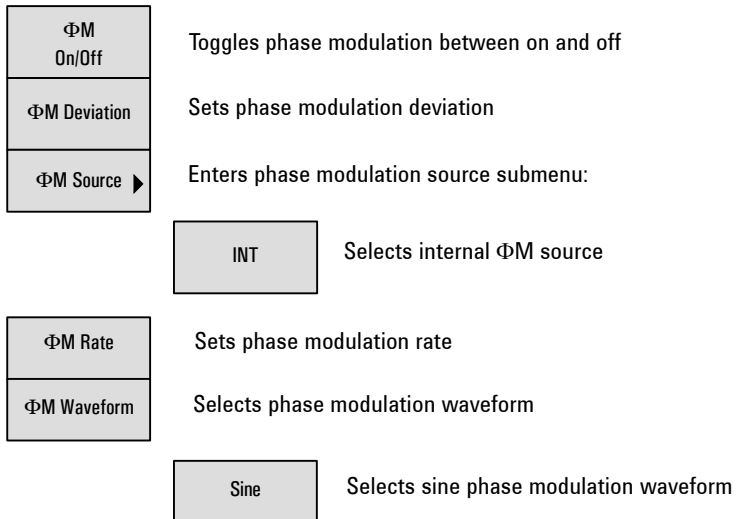 ΦM
On/Off
Toggles phase modulation between on and off
ΦM Deviation
Sets phase modulation deviation
ΦM Source
Enters phase modulation source submenu:
INT
Selects internal ΦM source
ΦM Rate
Sets phase modulation rate
ΦM Waveform
Selects phase modulation waveform
Sine
Selects sine phase modulation waveform